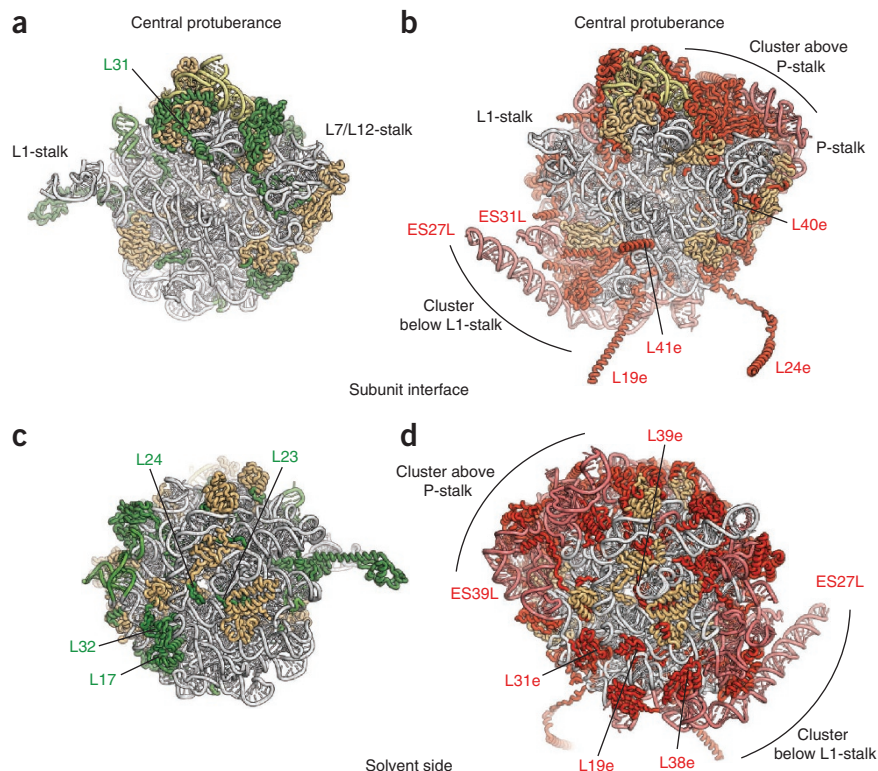 a
Central protuberance
L31
L1-stalk
L7/L12-stalk
b
Central protuberance
Cluster above
P-stalk
L1-stalk
P-stalk
ES31L
ES27L
L40e
Cluster
below L1-stalk
L41e
L19e
L24e
Subunit interface
c
L24
L23
L32
L17
d
L39e
Cluster above
P-stalk
ES39L
ES27L
L31e
L19e
L38e
Cluster
below L1-stalk
Solvent side